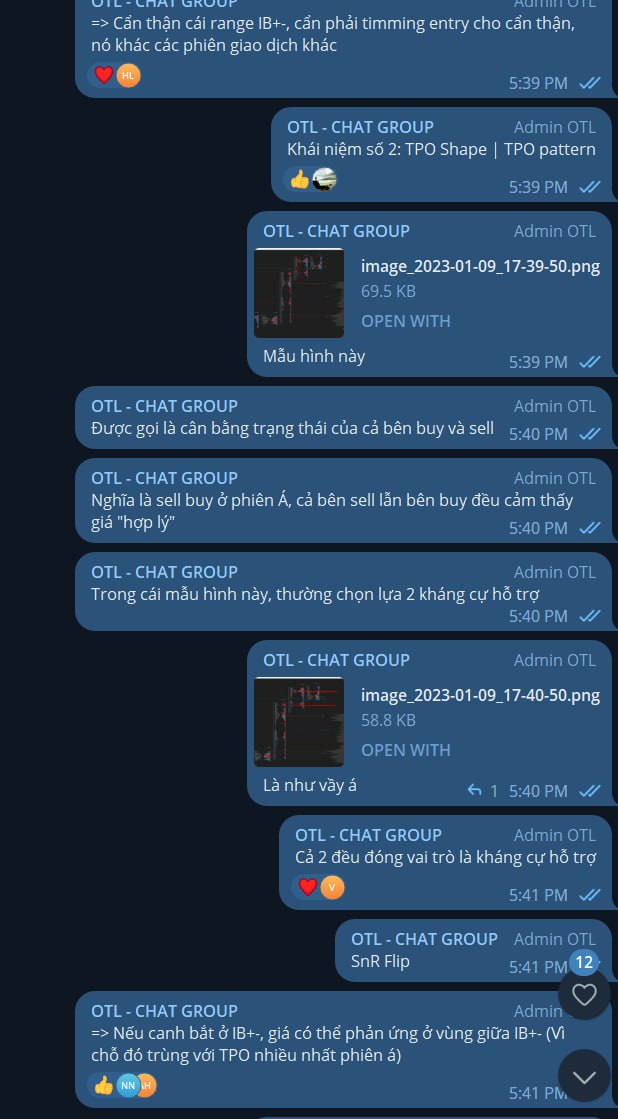 OTL - CHAT GROUP Admin OTL
=> Cẩn thận cái range IB+-, cẩn phải timming entry cho cẩn thận,
nó khác các phiên giao dịch khác
HL
5:39 PM
OTL - CHAT GROUP Admin OTL
Khái niệm số 2: TPO Shape | TPO pattern
5:39 PM
OTL - CHAT GROUP Admin OTL
image_2023-01-09_17-39-50.png
69.5 KB
OPEN WITH
Mẫu hình này
5:39 PM
OTL - CHAT GROUP Admin OTL
Được gọi là cân bằng trạng thái của cả bên buy và sell
5:40 PM
OTL - CHAT GROUP Admin OTL
Nghĩa là sell buy ở phiên Á, cả bên sell lẫn bên buy đều cảm thấy
giá "hợp lý"
5:40 PM
OTL - CHAT GROUP Admin OTL
Trong cái mẫu hình này, thường chọn lựa 2 kháng cự hỗ trợ
5:40 PM
OTL - CHAT GROUP Admin OTL
image_2023-01-09_17-40-50.png
58.8 KB
OPEN WITH
Là như vầy á
1 5:40 PM
OTL - CHAT GROUP Admin OTL
Cả 2 đều đóng vai trò là kháng cự hỗ trợ
V
5:41 PM
OTL - CHAT GROUP Admin OTL
SnR Flip
5:41 PM
12
OTL - CHAT GROUP Admin
=> Nếu canh bắt ở IB+-, giá có thể phản ứng ở vùng giữa IB+- (Vì
chỗ đó trùng với TPO nhiều nhất phiên á)
NN
5:41 PM